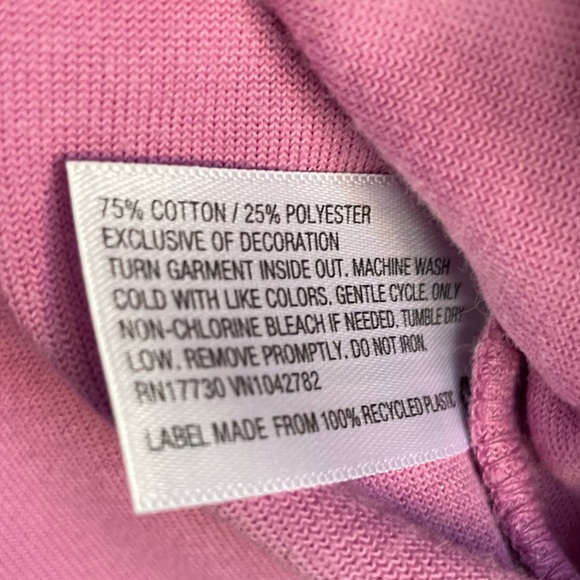 75% COTTON / 25% POLYESTER
EXCLUSIVE OF DECORATION
TURN GARMENT INSIDE OUT. MACHINE WASH
COLD WITH LIKE COLORS. GENTLE CYCLE. ONLY
NON-CHLORINE BLEACH IF NEEDED. TUMBLE DRY
LOW. REMOVE PROMPTLY. DO NOT IRON.
RN17730 VN1042782
LABEL MADE FROM 100% RECYCLED PLASTIC